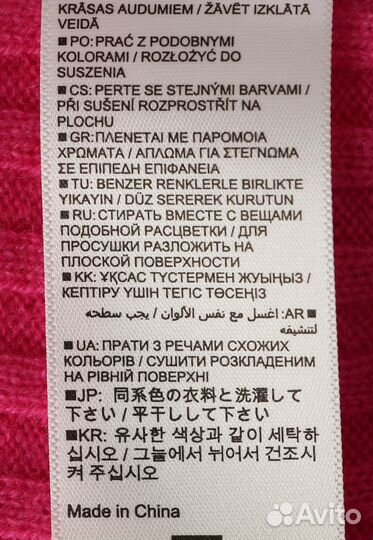 KRĀSAS AUDUMIEM / ŽĀVĒT IZKLĀTĀ
VEIDĀ
■ PO: PRAĆ Z PODOBNYMI
KOLORAMI / ROZŁOŻYĆ DO
SUSZENIA
■ CS: PERTE SE STEJNÝMI BARVAMI /
PŘI SUŠENÍ ROZPROSTŘÍT NA
PLOCHU
■ GR: ΠΛΕΝΕΤΑΙ ΜΕ ΠΑΡΟΜΟΙΑ
ΧΡΩΜΑΤΑ / ΑΠΛΩΜΑ ΓΙΑ ΣΤΕΓΝΩΜΑ
ΣΕ ΕΠΙΠΕΔΗ ΕΠΙΦΑΝΕΙΑ
■ TU: BENZER RENKLERLE BIRLIKTE
YIKAYIN / DÜZ SEREREK KURUTUN
■ RU: СТИРАТЬ ВМЕСТЕ С ВЕЩАМИ
ПОДОБНОЙ РАСЦВЕТКИ / ДЛЯ
ПРОСУШКИ РАЗЛОЖИТЬ НА
ПЛОСКОЙ ПОВЕРХНОСТИ
■ KK: ҰҚСАС ТҮСТЕРМЕН ЖУЫҢЫЗ /
КЕПТІРУ ҮШІН ТЕГІС ТӨСЕҢІЗ
■ AR: اغسل مع نفس الألوان / يجب سطحه
لتنشيفه
■ UA: ПРАТИ З РЕЧАМИ СХОЖИХ
КОЛЬОРІВ / СУШИТИ РОЗКЛАДЕНИМ
НА РІВНІЙ ПОВЕРХНІ
■JP: 同系色の衣料と洗濯して
下さい / 平干しして下さい
■KR: 유사한 색상과 같이 세탁하
십시오 / 그늘에서 뉘어서 건조시
켜 주십시오
Made in China
Avito